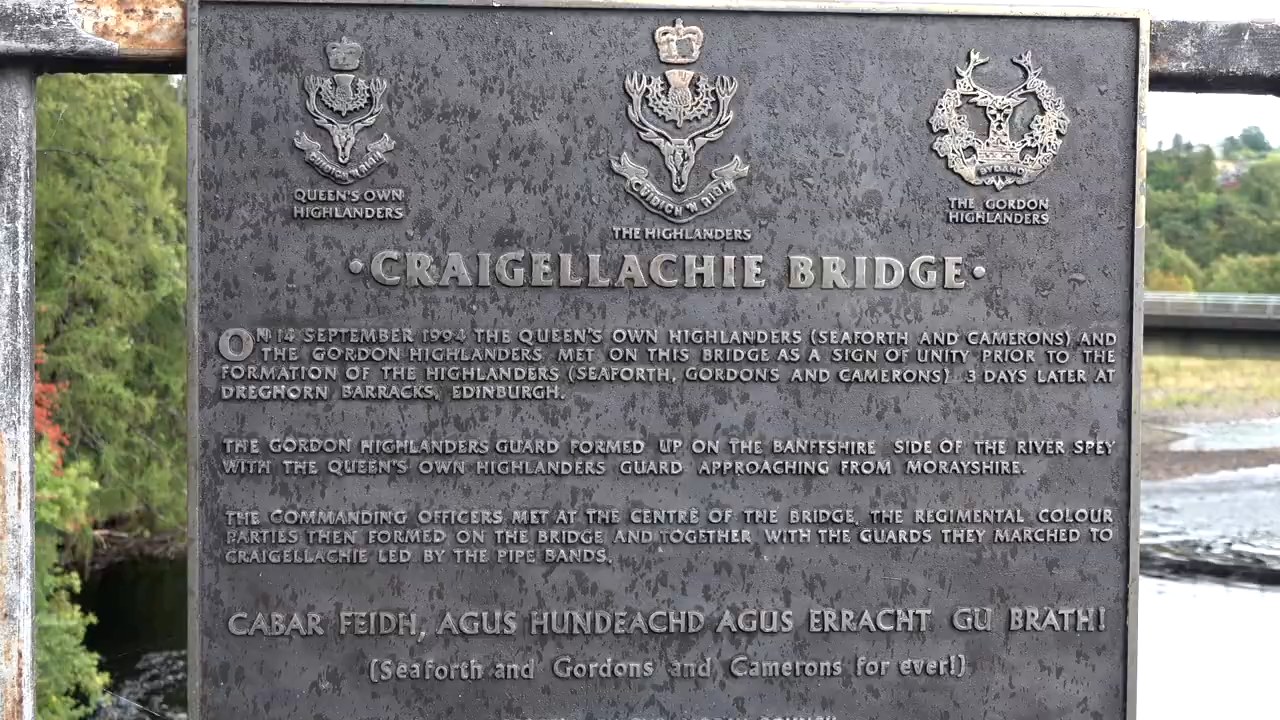 CUIDICH 'N RIGH
CUIDICH 'N RIGH
BYDAND
QUEEN'S OWN
HIGHLANDERS
THE HIGHLANDERS
THE GORDON
HIGHLANDERS
·CRAIGELLACHIE BRIDGE·
ON 14 SEPTEMBER 1994 THE QUEEN'S OWN HIGHLANDERS (SEAFORTH AND CAMERONS) AND
THE GORDON HIGHLANDERS MET ON THIS BRIDGE AS A SIGN OF UNITY PRIOR TO THE
FORMATION OF THE HIGHLANDERS (SEAFORTH, GORDONS AND CAMERONS) 3 DAYS LATER AT
DREGHORN BARRACKS, EDINBURGH.
THE GORDON HIGHLANDERS GUARD FORMED UP ON THE BANFFSHIRE SIDE OF THE RIVER SPEY
WITH THE QUEEN'S OWN HIGHLANDERS GUARD APPROACHING FROM MORAYSHIRE.
THE COMMANDING OFFICERS MET AT THE CENTRE OF THE BRIDGE. THE REGIMENTAL COLOUR
PARTIES THEN FORMED ON THE BRIDGE AND TOGETHER WITH THE GUARDS THEY MARCHED TO
CRAIGELLACHIE LED BY THE PIPE BANDS.
CABAR FEIDH, AGUS HUNDEACHD AGUS ERRACHT GU BRATH!
(Seaforth and Gordons and Camerons for ever!)